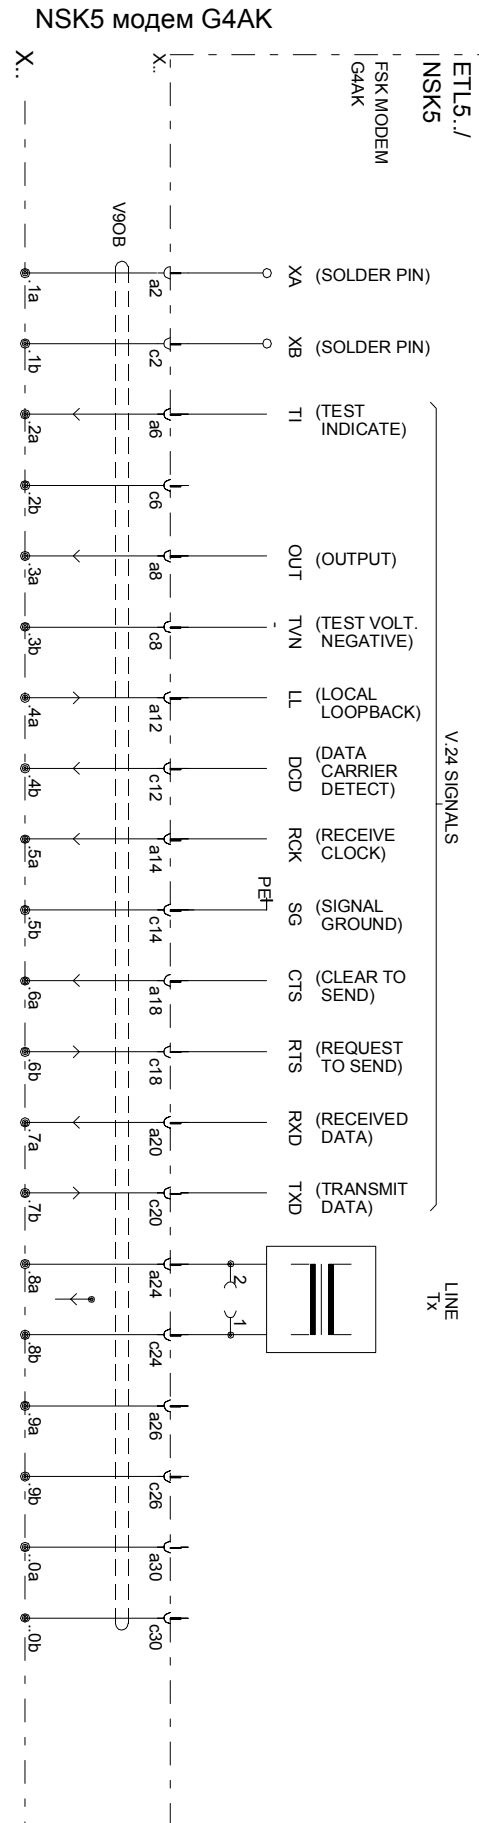 NSK5 модем G4AK
X..
X..
ETL5../
NSK5
FSK MODEM
G4AK
V9OB
.1a
a2
XA
(SOLDER PIN)
.1b
c2
XB
(SOLDER PIN)
.2a
a6
TI
(TEST
INDICATE)
.2b
c6
.3a
a8
OUT
(OUTPUT)
.3b
c8
TVN
(TEST VOLT.
NEGATIVE)
.4a
a12
LL
(LOCAL
LOOPBACK)
V.24 SIGNALS
.4b
c12
DCD
(DATA
CARRIER
DETECT)
.5a
a14
RCK
(RECEIVE
CLOCK)
PE
.5b
c14
SG
(SIGNAL
GROUND)
.6a
a18
CTS
(CLEAR TO
SEND)
.6b
c18
RTS
(REQUEST
TO SEND)
.7a
a20
RXD
(RECEIVED
DATA)
.7b
c20
TXD
(TRANSMIT
DATA)
.8a
a24
2
LINE
Tx
.8b
c24
1
.9a
a26
.9b
c26
..0a
a30
..0b
c30